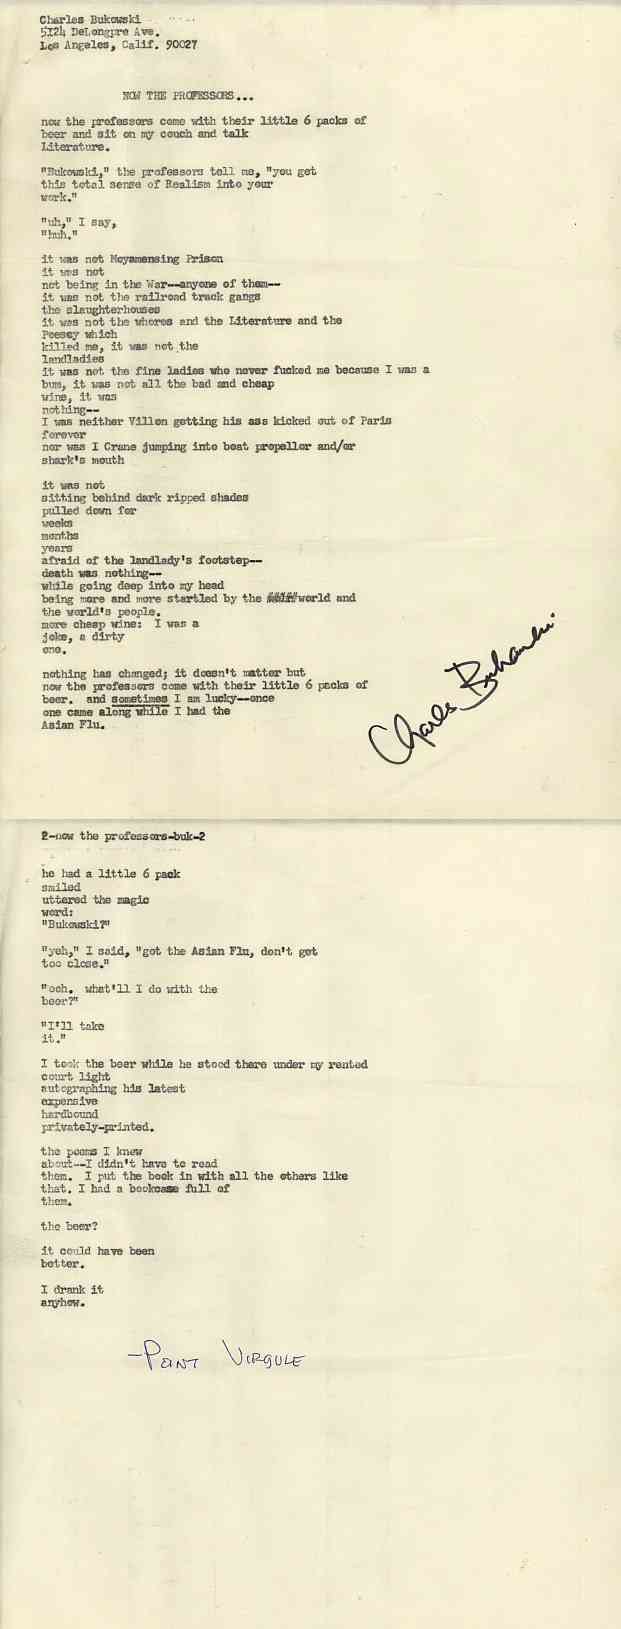 Charles Bukowski
5124 DeLongpre Ave.
Los Angeles, Calif. 90027
NOW THE PROFESSORS...
now the professors come with their little 6 packs of
beer and sit on my couch and talk
Literature.
"Bukowski," the professors tell me, "you get
this total sense of Realism into your
work."
"uh," I say,
"huh."
it was not Moyamensing Prison
it was not
not being in the War--anyone of them--
it was not the railroad track gangs
the slaughterhouses
it was not the whores and the Literature and the
Poesey which
killed me, it was not the
landladies
it was not the fine ladies who never fucked me because I was a
bum, it was not all the bad and cheap
wine, it was
nothing--
I was neither Villon getting his ass kicked out of Paris
forever
nor was I Crane jumping into boat propellor and/or
shark's mouth
it was not
sitting behind dark ripped shades
pulled down for
weeks
months
years
afraid of the landlady's footstep--
death was nothing--
while going deep into my head
being more and more startled by the world and
the world's people.
more cheap wine: I was a
joke, a dirty
one.
nothing has changed; it doesn't matter but
now the professors come with their little 6 packs of
beer. and sometimes I am lucky--once
one came along while I had the
Asian Flu.
Charles Bukowski
2-now the professors-buk-2
he had a little 6 pack
smiled
uttered the magic
word:
"Bukowski?"
"yeh," I said, "got the Asian Flu, don't get
too close."
"ooh. what'll I do with the
beer?"
"I'll take
it."
I took the beer while he stood there under my rented
court light
autographing his latest
expensive
hardbound
privately-printed.
the poems I knew
about--I didn't have to read
them. I put the book in with all the others like
that. I had a bookcase full of
them.
the beer?
it could have been
better.
I drank it
anyhow.
-POINT VIRGULE